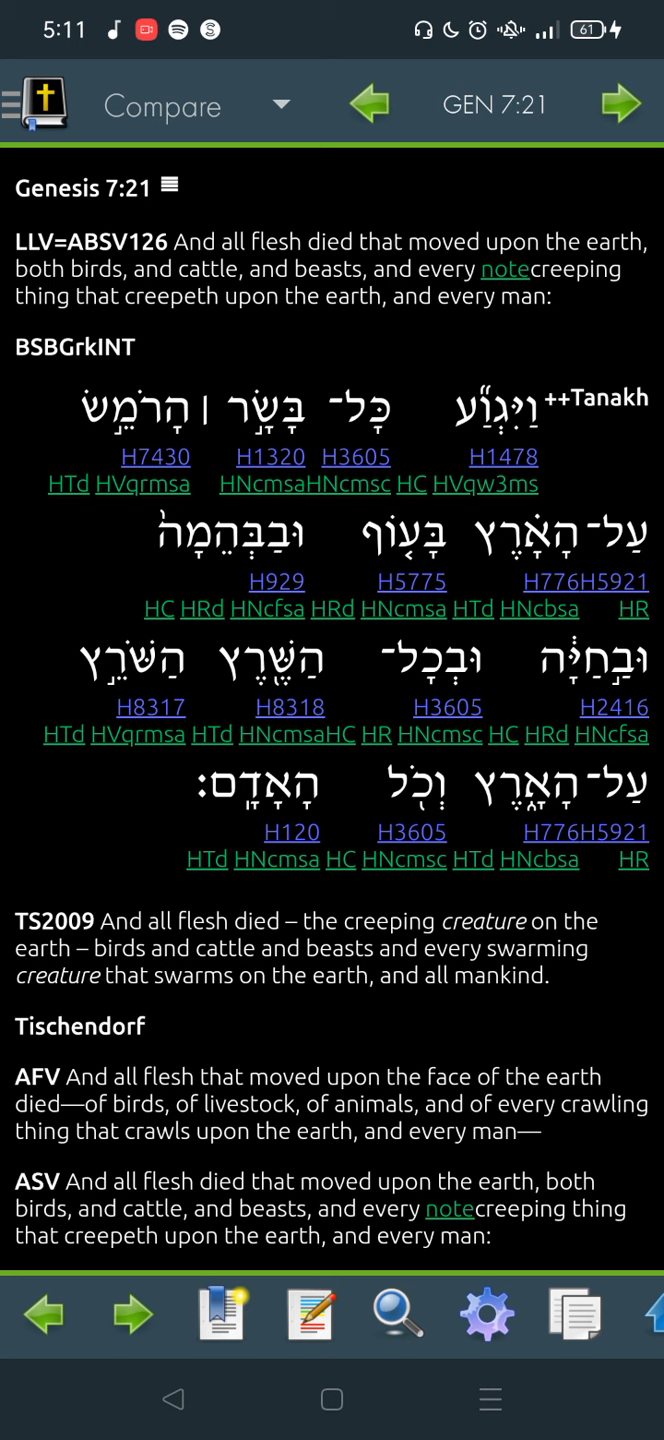 5:11
61
Compare
GEN 7:21
Genesis 7:21
LLV=ABSV126 And all flesh died that moved upon the earth,
both birds, and cattle, and beasts, and every notecreeping
thing that creepeth upon the earth, and every man:
BSBGrkINT
++Tanakh וַיִּגְוַ֞ע כָּל־ בָּשָׂ֣ר ׀ הָרֹמֵ֣שׂ
H7430 H1320 H3605 H1478
HTd HVqrmsa HNcmsaHNcmsc HC HVqw3ms
עַל־הָאָ֗רֶץ בָּע֤וֹף וּבַבְּהֵמָה֙
H929 H5775 H776H5921
HC HRd HNcfsa HRd HNcmsa HTd HNcbsa HR
וּבַ֣חַיָּ֔ה וּבְכָל־ הַשֶּׁ֖רֶץ הַשֹּׁרֵ֣ץ
H8317 H8318 H3605 H2416
HTd HVqrmsa HTd HNcmsaHC HR HNcmsc HC HRd HNcfsa
עַל־הָאָ֑רֶץ וְכֹ֖ל הָאָדָֽם׃
H120 H3605 H776H5921
HTd HNcmsa HC HNcmsc HTd HNcbsa HR
TS2009 And all flesh died – the creeping creature on the
earth – birds and cattle and beasts and every swarming
creature that swarms on the earth, and all mankind.
Tischendorf
AFV And all flesh that moved upon the face of the earth
died—of birds, of livestock, of animals, and of every crawling
thing that crawls upon the earth, and every man—
ASV And all flesh died that moved upon the earth, both
birds, and cattle, and beasts, and every notecreeping thing
that creepeth upon the earth, and every man: